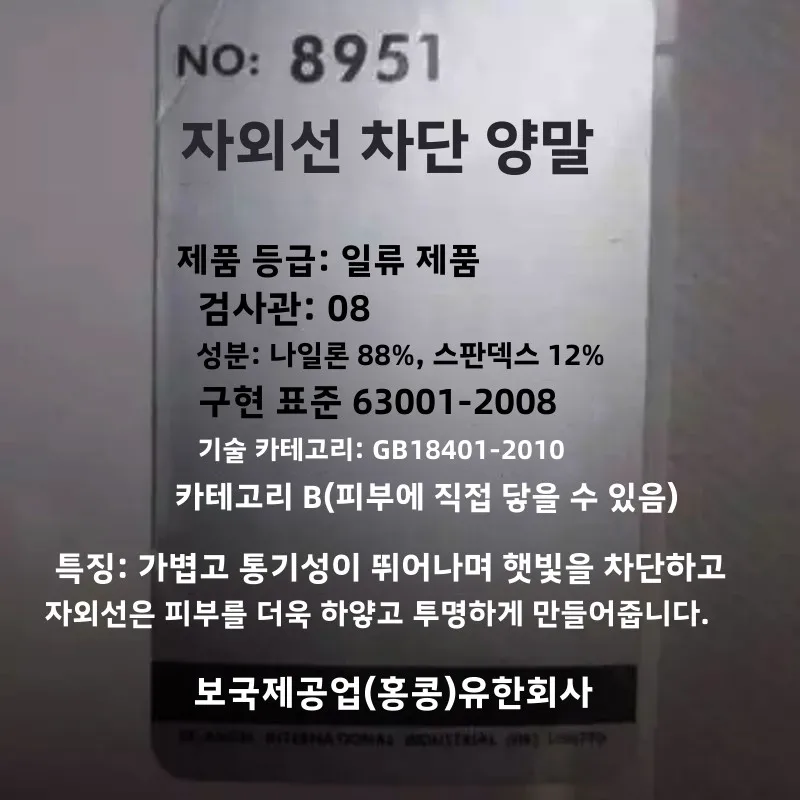 NO: 8951
자외선 차단 양말
제품 등급: 일류 제품
검사관: 08
성분: 나일론 88%, 스판덱스 12%
구현 표준 63001-2008
기술 카테고리: GB18401-2010
카테고리 B(피부에 직접 닿을 수 있음)
특징: 가볍고 통기성이 뛰어나며 햇빛을 차단하고
자외선은 피부를 더욱 하얗고 투명하게 만들어줍니다.
보국제공업(홍콩)유한회사